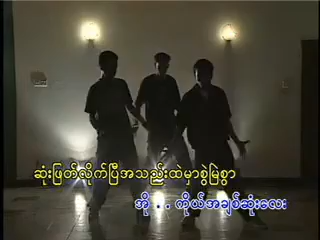 ဆုံးဖြတ်လိုက်ပြီအသည်းထဲမှာစွဲမြဲစွာ
အို . . ကိုယ်အချစ်ဆုံးလေး